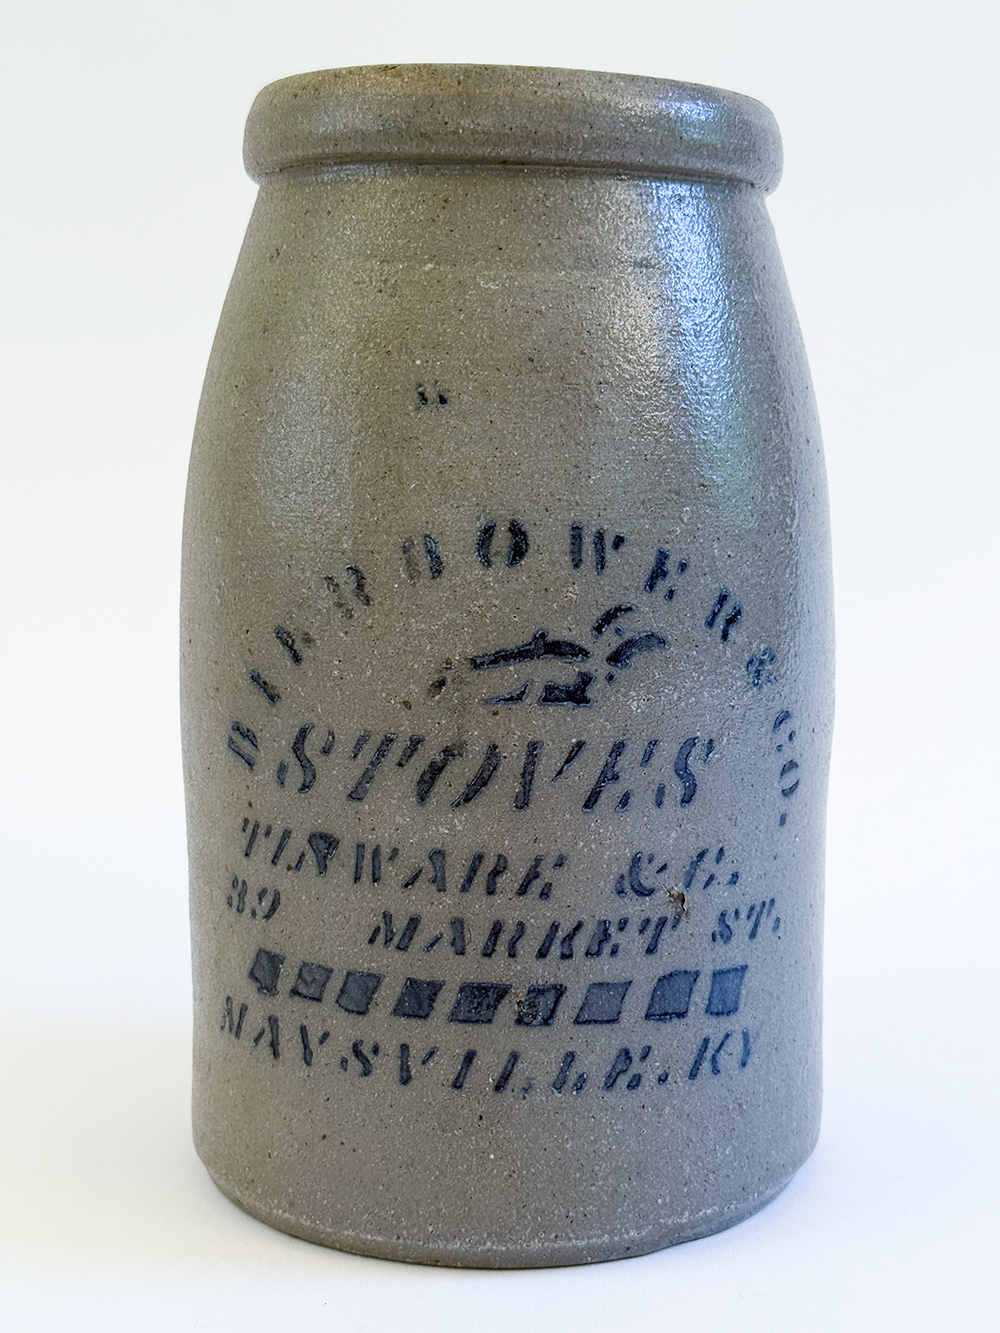 BIERBOWER & CO.
STOVES
TINWARE & C.
39 MARKET ST.
MAYSVILLE. KY